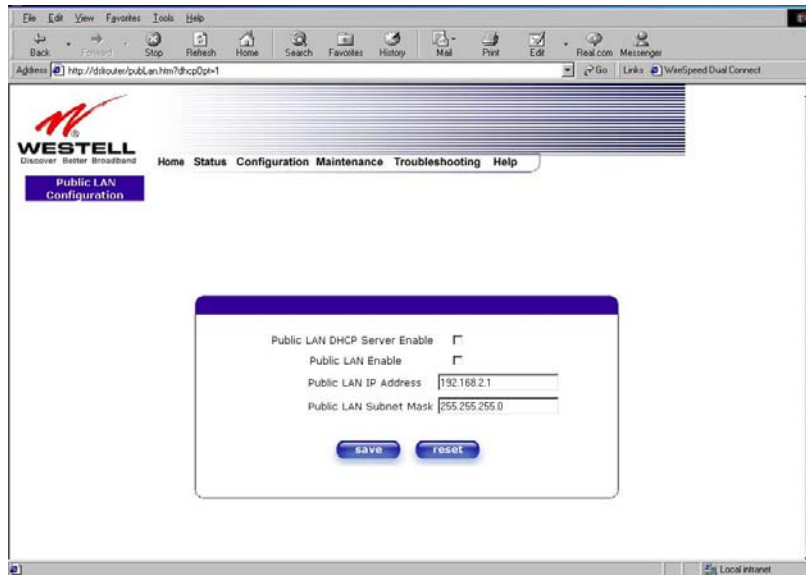 File Edit View Favorites Tools Help
Back Forward Stop Refresh Home Search Favorites History Mail Print Edit Real.com Messenger
Address http://dslrouter/pubLan.htm?dhcpOpt=1 Go Links WireSpeed Dual Connect
WESTELL ®
Discover Better Broadband
Home Status Configuration Maintenance Troubleshooting Help
Public LAN
Configuration
Public LAN DHCP Server Enable
Public LAN Enable
Public LAN IP Address 192.168.2.1
Public LAN Subnet Mask 255.255.255.0
save reset
Local intranet